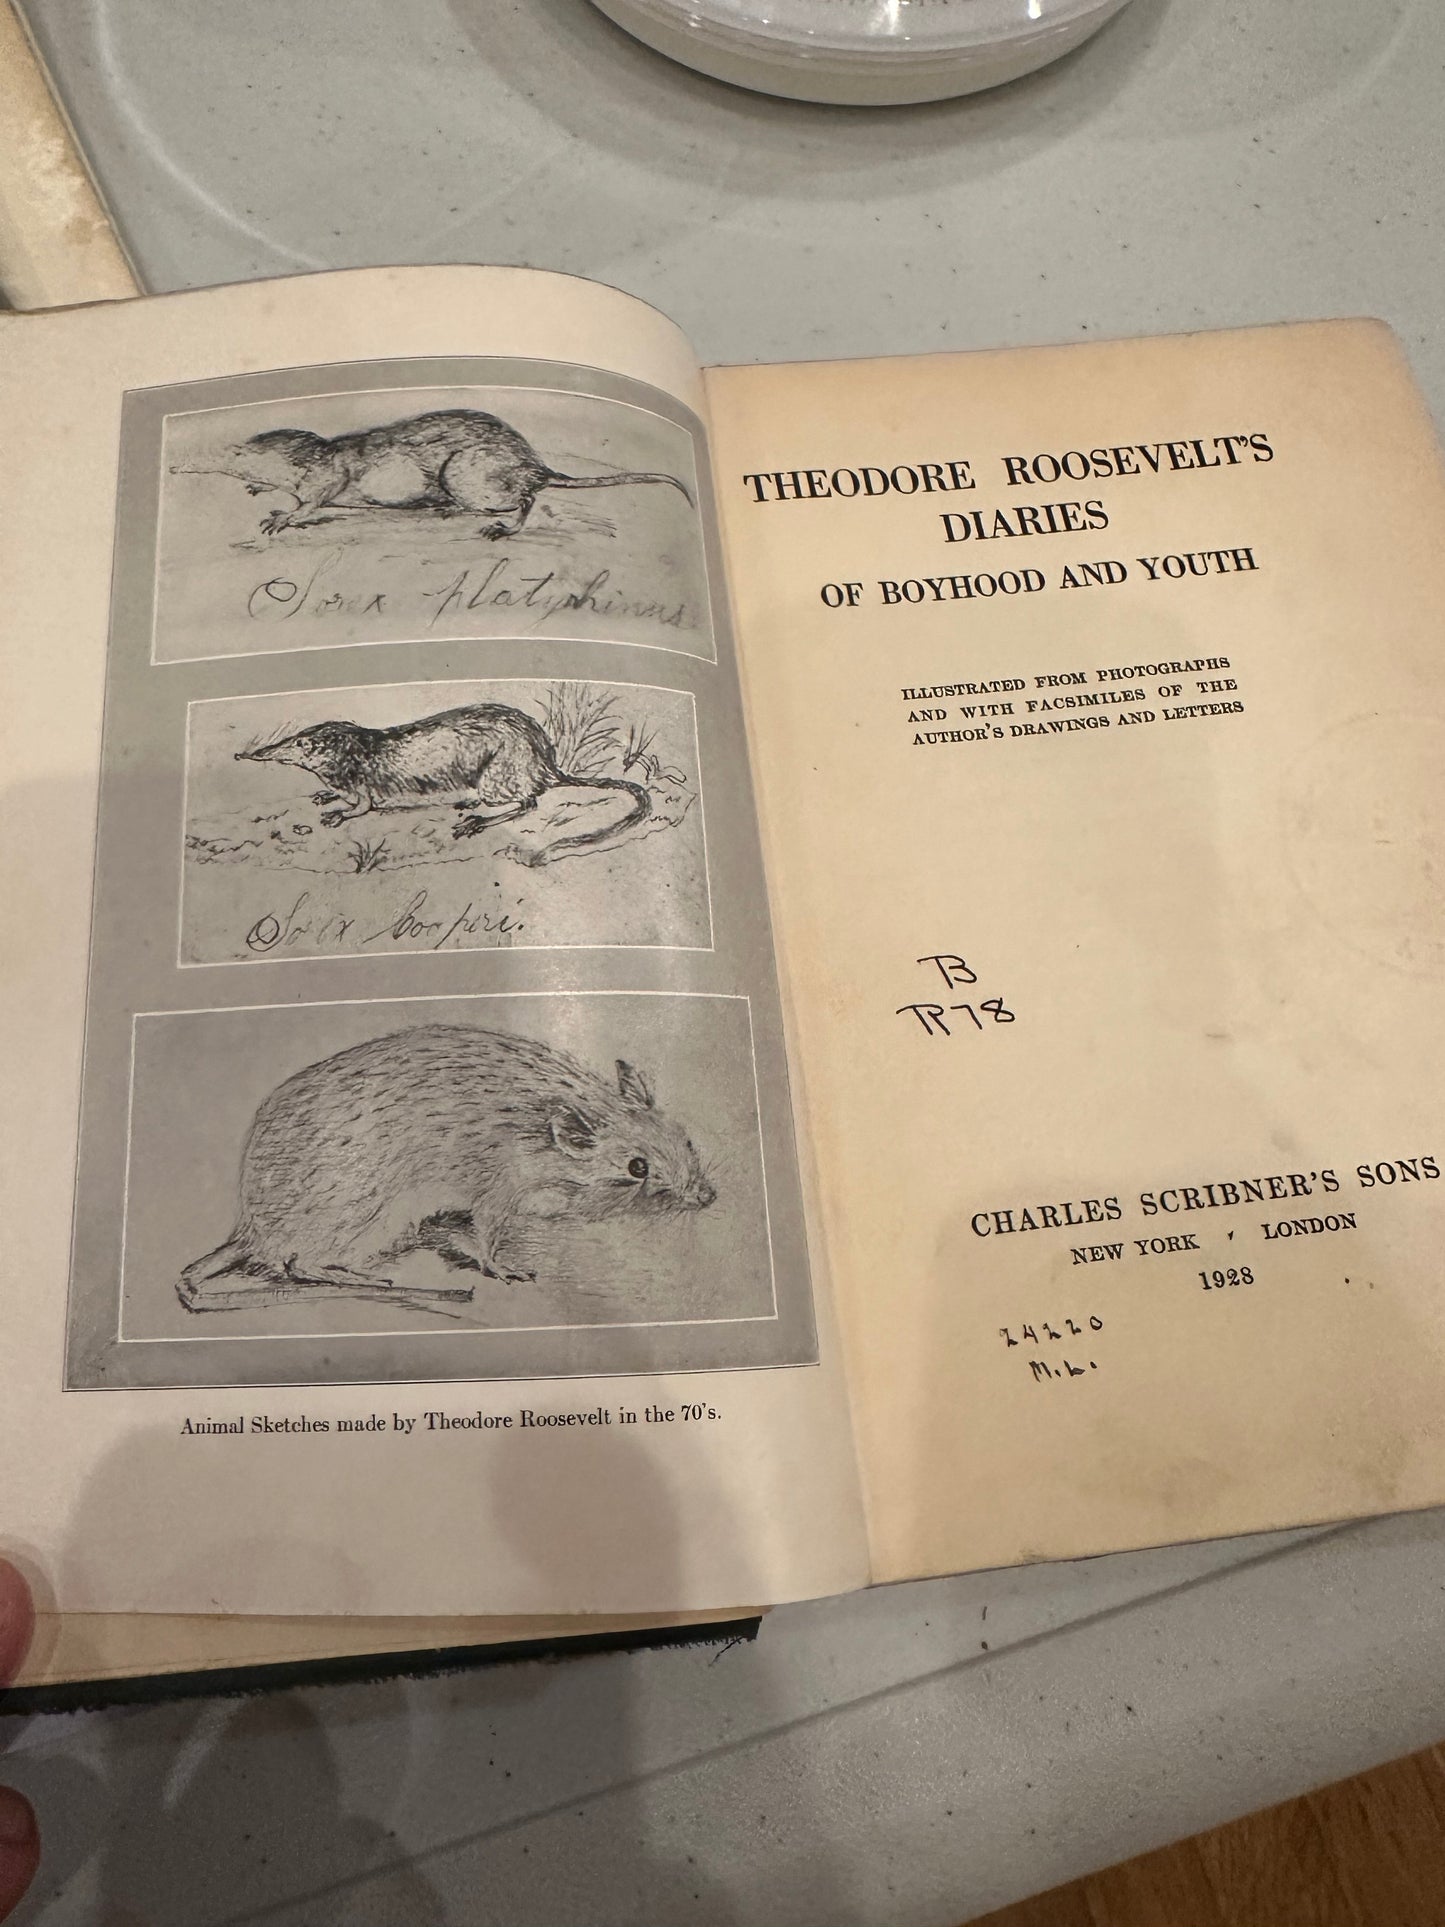 Sorex platyrhinus
Sorex Cooperi.
Animal Sketches made by Theodore Roosevelt in the 70's.
THEODORE ROOSEVELT'S
DIARIES
OF BOYHOOD AND YOUTH
ILLUSTRATED FROM PHOTOGRAPHS
AND WITH FACSIMILES OF THE
AUTHOR'S DRAWINGS AND LETTERS
B
R78
CHARLES SCRIBNER'S SONS
NEW YORK · LONDON
1928
24220
M.L.